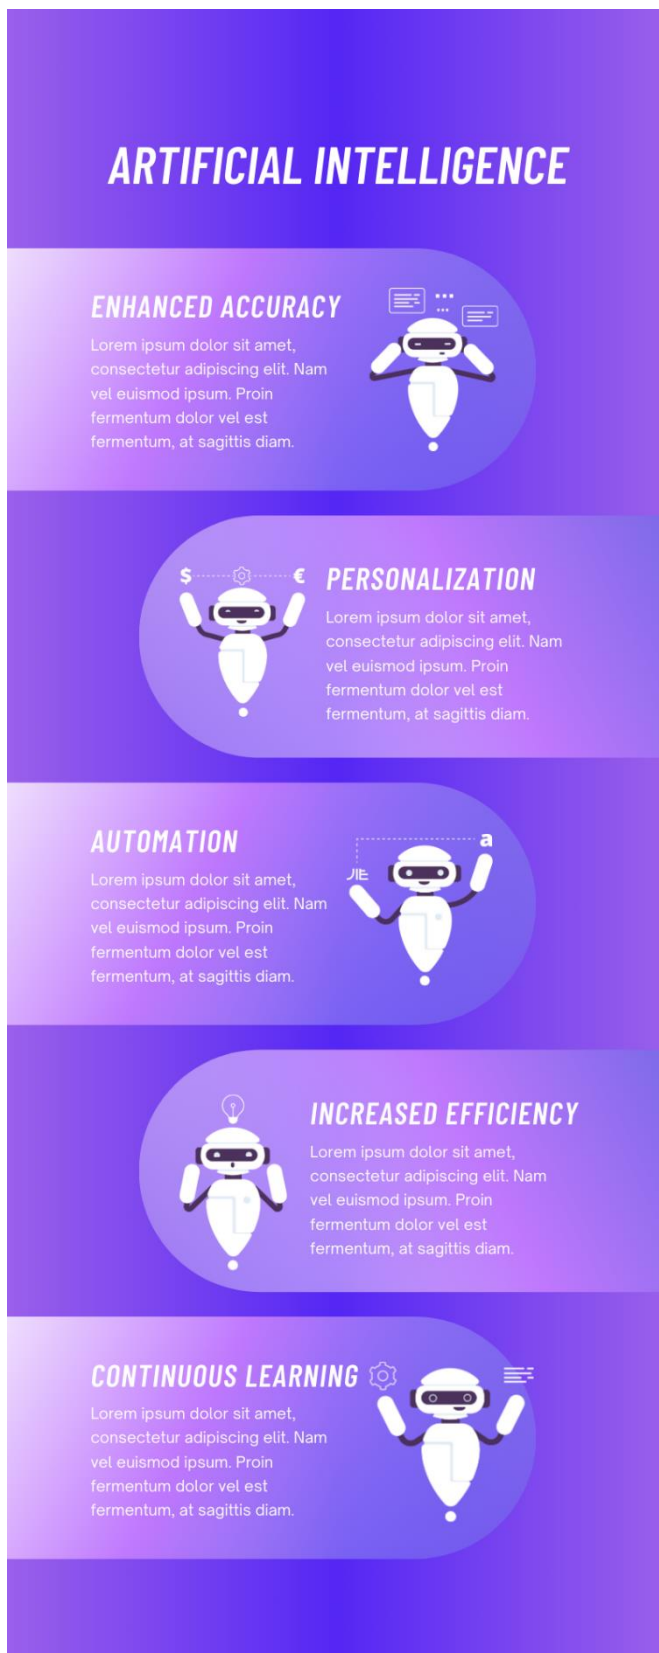 ARTIFICIAL INTELLIGENCE
ENHANCED ACCURACY
Lorem ipsum dolor sit amet,
consectetur adipiscing elit. Nam
vel euismod ipsum. Proin
fermentum dolor vel est
fermentum, at sagittis diam.
$ €
PERSONALIZATION
Lorem ipsum dolor sit amet,
consectetur adipiscing elit. Nam
vel euismod ipsum. Proin
fermentum dolor vel est
fermentum, at sagittis diam.
AUTOMATION
Lorem ipsum dolor sit amet,
consectetur adipiscing elit. Nam
vel euismod ipsum. Proin
fermentum dolor vel est
fermentum, at sagittis diam.
a
INCREASED EFFICIENCY
Lorem ipsum dolor sit amet,
consectetur adipiscing elit. Nam
vel euismod ipsum. Proin
fermentum dolor vel est
fermentum, at sagittis diam.
CONTINUOUS LEARNING
Lorem ipsum dolor sit amet,
consectetur adipiscing elit. Nam
vel euismod ipsum. Proin
fermentum dolor vel est
fermentum, at sagittis diam.